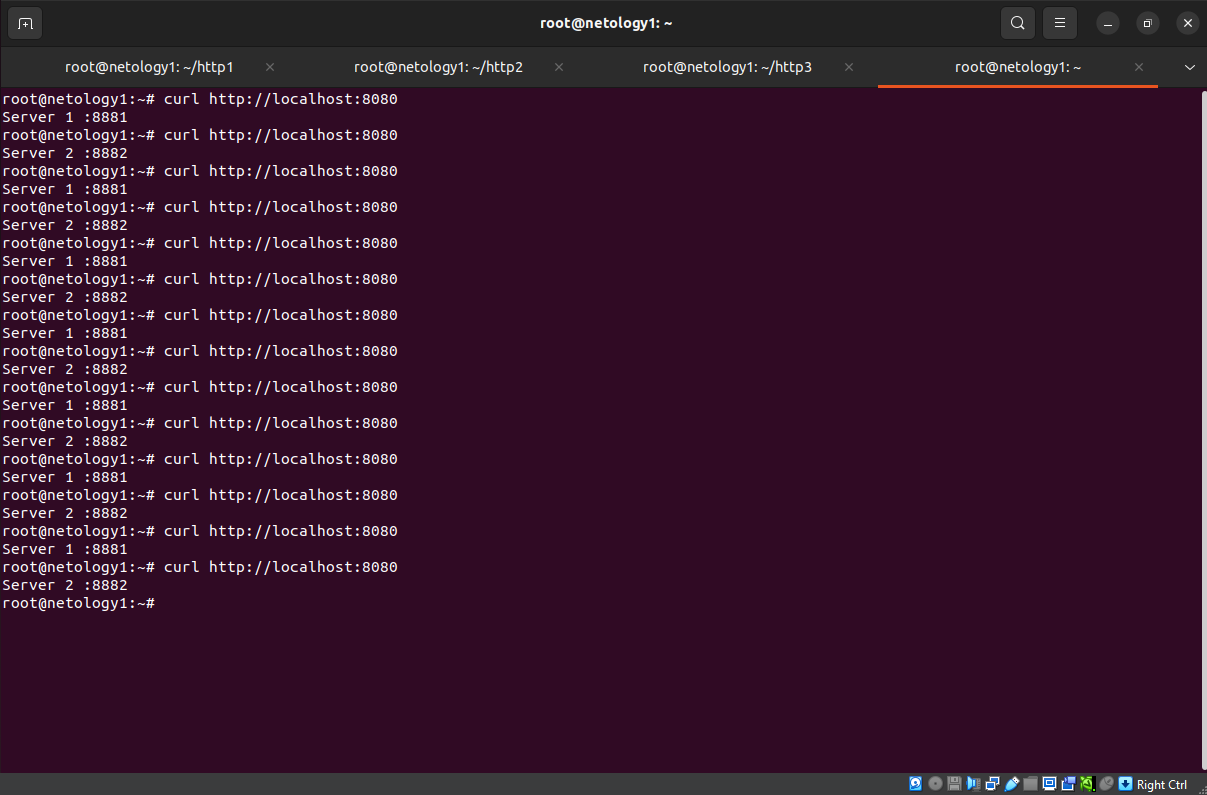 root@netology1: ~
root@netology1: ~/http1
root@netology1: ~/http2
root@netology1: ~/http3
root@netology1: ~
root@netology1:~# curl http://localhost:8080
Server 1 :8881
root@netology1:~# curl http://localhost:8080
Server 2 :8882
root@netology1:~# curl http://localhost:8080
Server 1 :8881
root@netology1:~# curl http://localhost:8080
Server 2 :8882
root@netology1:~# curl http://localhost:8080
Server 1 :8881
root@netology1:~# curl http://localhost:8080
Server 2 :8882
root@netology1:~# curl http://localhost:8080
Server 1 :8881
root@netology1:~# curl http://localhost:8080
Server 2 :8882
root@netology1:~# curl http://localhost:8080
Server 1 :8881
root@netology1:~# curl http://localhost:8080
Server 2 :8882
root@netology1:~# curl http://localhost:8080
Server 1 :8881
root@netology1:~# curl http://localhost:8080
Server 2 :8882
root@netology1:~# curl http://localhost:8080
Server 1 :8881
root@netology1:~# curl http://localhost:8080
Server 2 :8882
root@netology1:~#
Right Ctrl